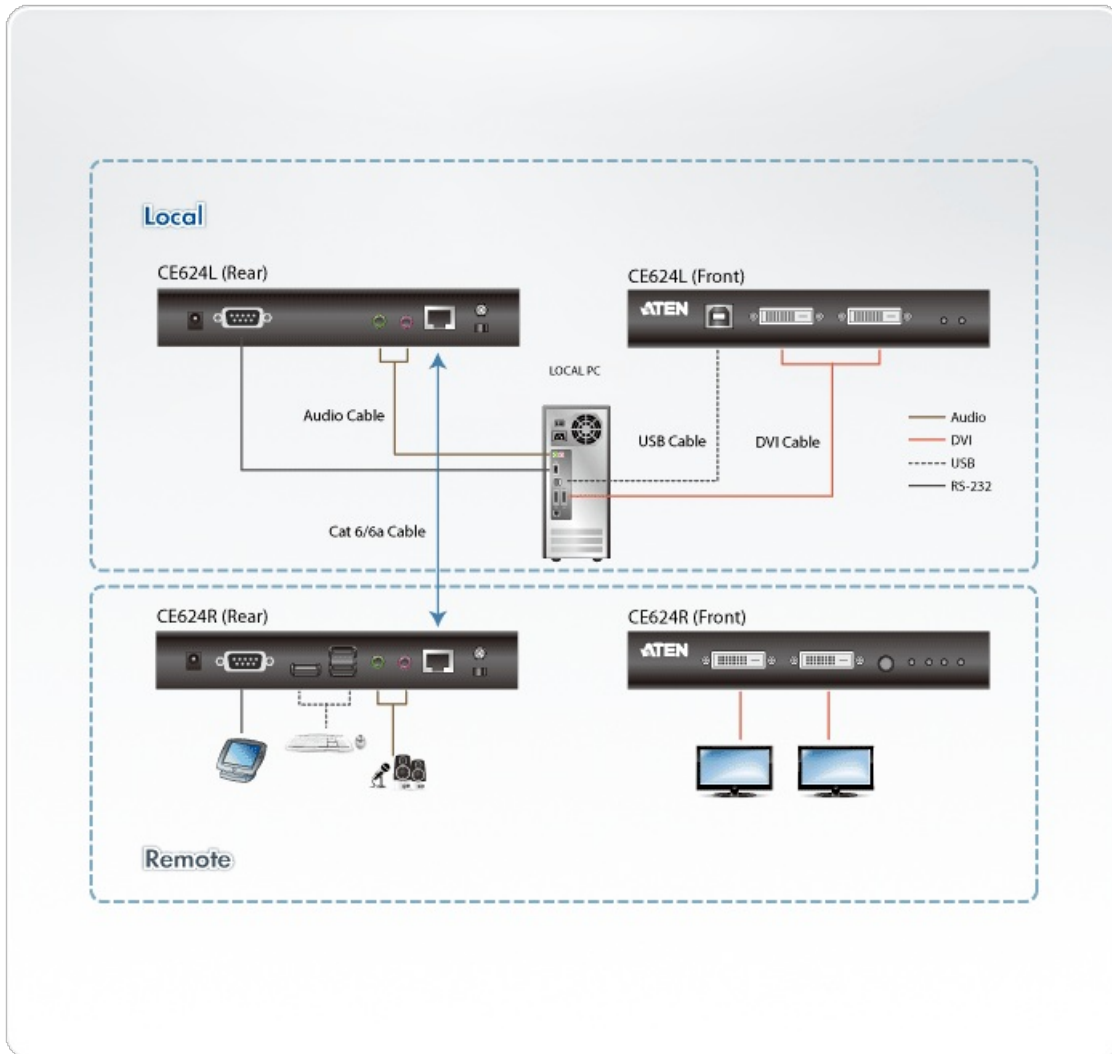 Local
CE624L (Rear)
CE624L (Front)
ATEN
LOCAL PC
Audio Cable
USB Cable
DVI Cable
Audio
DVI
USB
RS-232
Cat 6/6a Cable
CE624R (Rear)
CE624R (Front)
ATEN
Remote